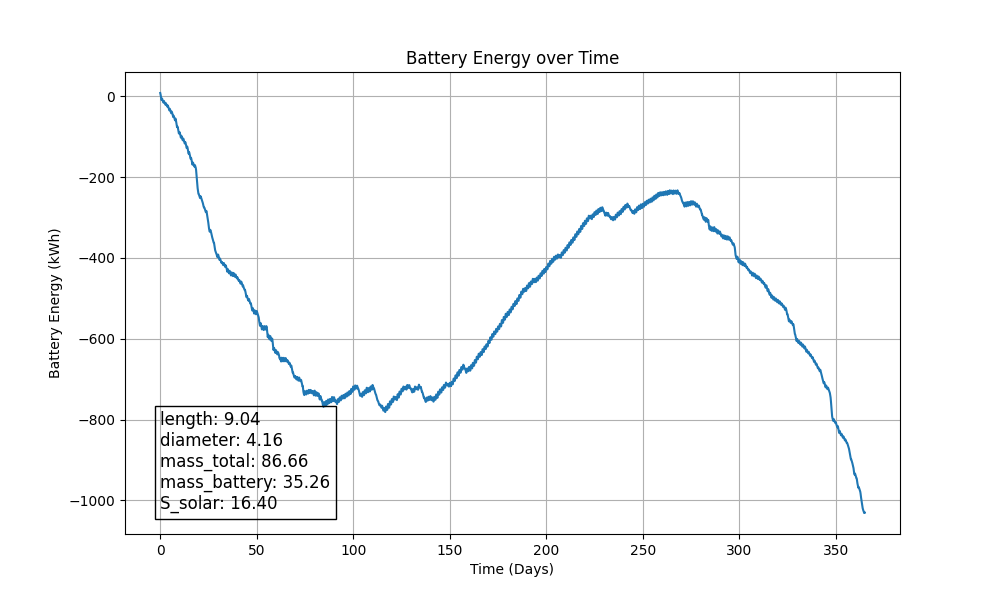 Battery Energy over Time
Battery Energy (kWh)
0
−200
−400
−600
−800
−1000
length: 9.04
diameter: 4.16
mass_total: 86.66
mass_battery: 35.26
S_solar: 16.40
0 50 100 150 200 250 300 350
Time (Days)